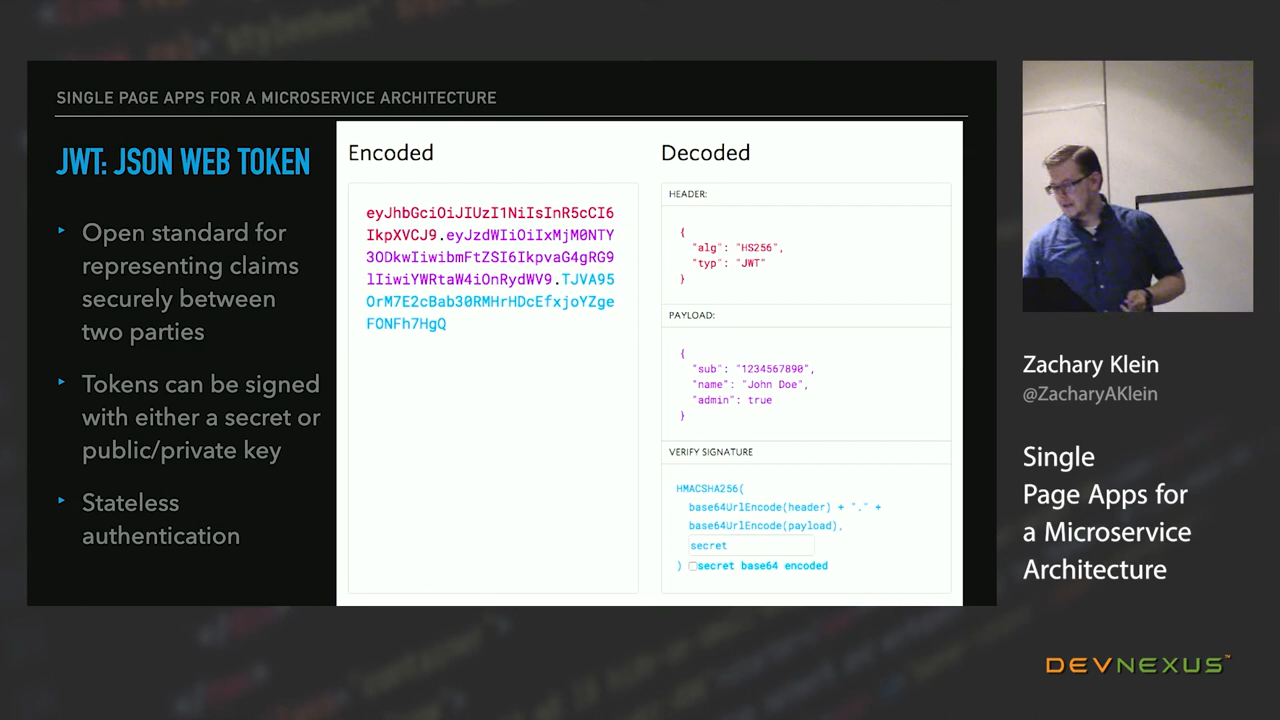 SINGLE PAGE APPS FOR A MICROSERVICE ARCHITECTURE
JWT: JSON WEB TOKEN
Open standard for
representing claims
securely between
two parties
Tokens can be signed
with either a secret or
public/private key
Stateless
authentication
Encoded
eyJhbGciOiJIUzI1NiIsInR5cCI6
IkpXVCJ9.eyJzdWIiOiIxMjM0NTY
3ODkwIiwibmFtZSI6IkpvaG4gRG9
lIiwiYWRtaW4iOnRydWV9.TJVA95
OrM7E2cBab30RMHrHDcEfxjoYZge
FONFh7HgQ
Decoded
HEADER:
{
"alg": "HS256",
"typ": "JWT"
}
PAYLOAD:
{
"sub": "1234567890",
"name": "John Doe",
"admin": true
}
VERIFY SIGNATURE
HMACSHA256(
base64UrlEncode(header) + "." +
base64UrlEncode(payload),
secret
) secret base64 encoded
Zachary Klein
@ZacharyAKlein
Single
Page Apps for
a Microservice
Architecture
DEVNEXUS™